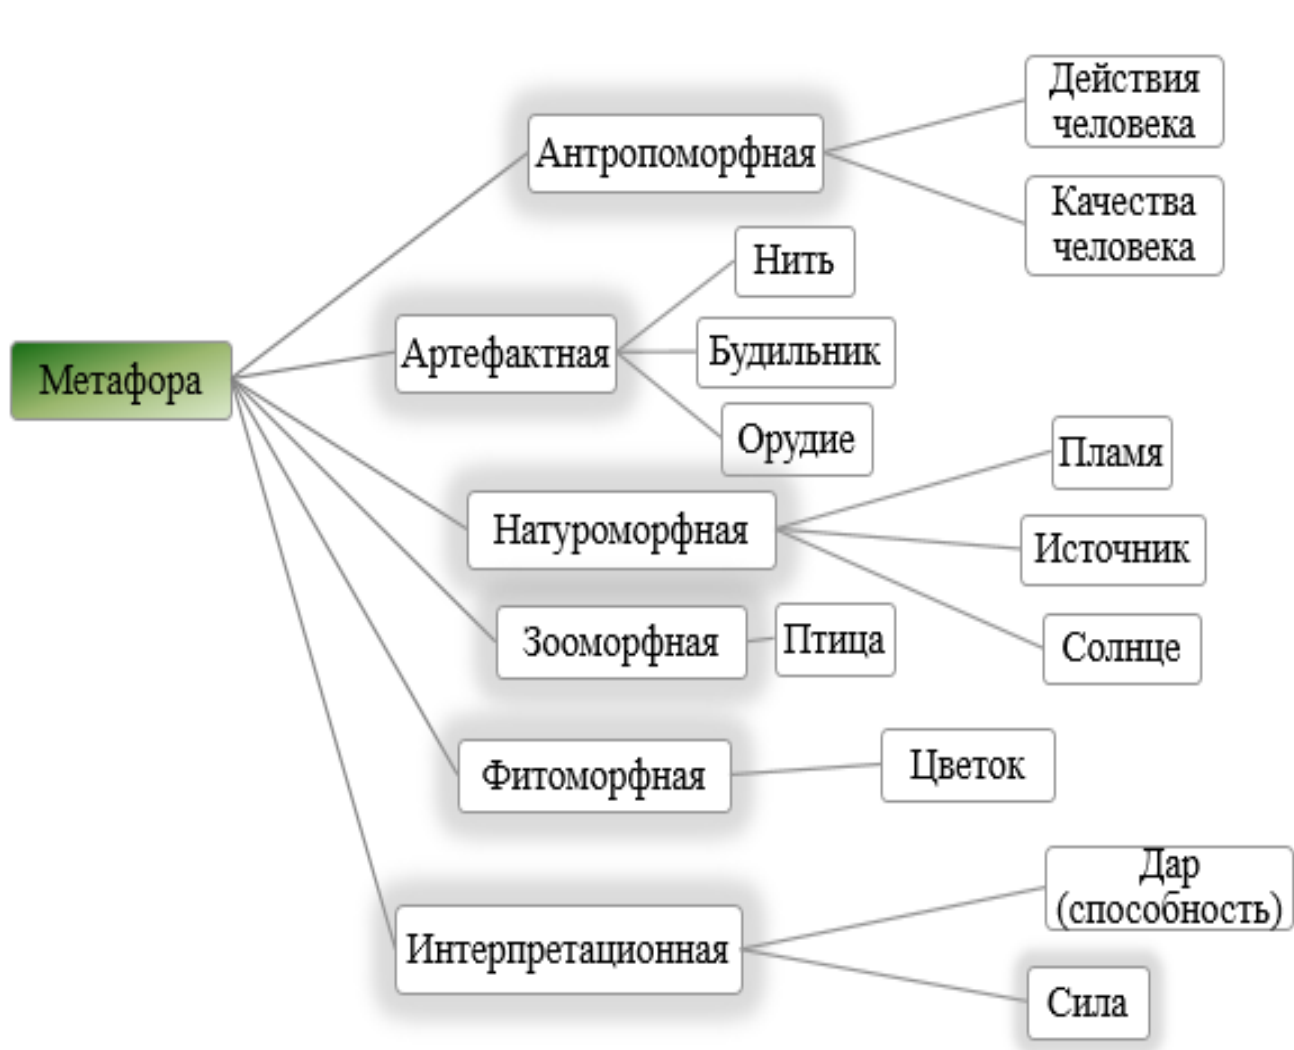 Метафора
Антропоморфная
Действия
человека
Качества
человека
Артефактная
Нить
Будильник
Орудие
Натуроморфная
Пламя
Источник
Солнце
Зооморфная
Птица
Фитоморфная
Цветок
Интерпретационная
Дар
(способность)
Сила